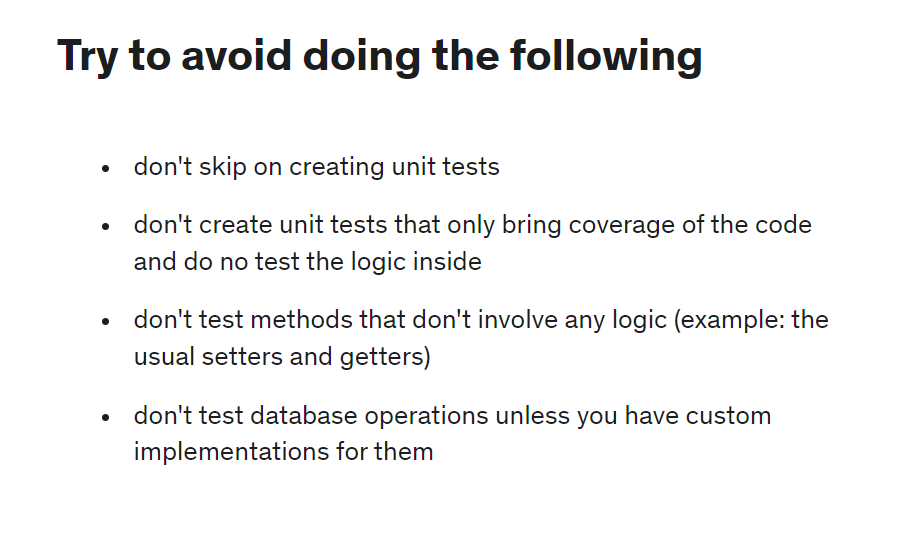 Try to avoid doing the following
don't skip on creating unit tests
don't create unit tests that only bring coverage of the code
and do no test the logic inside
don't test methods that don't involve any logic (example: the
usual setters and getters)
don't test database operations unless you have custom
implementations for them